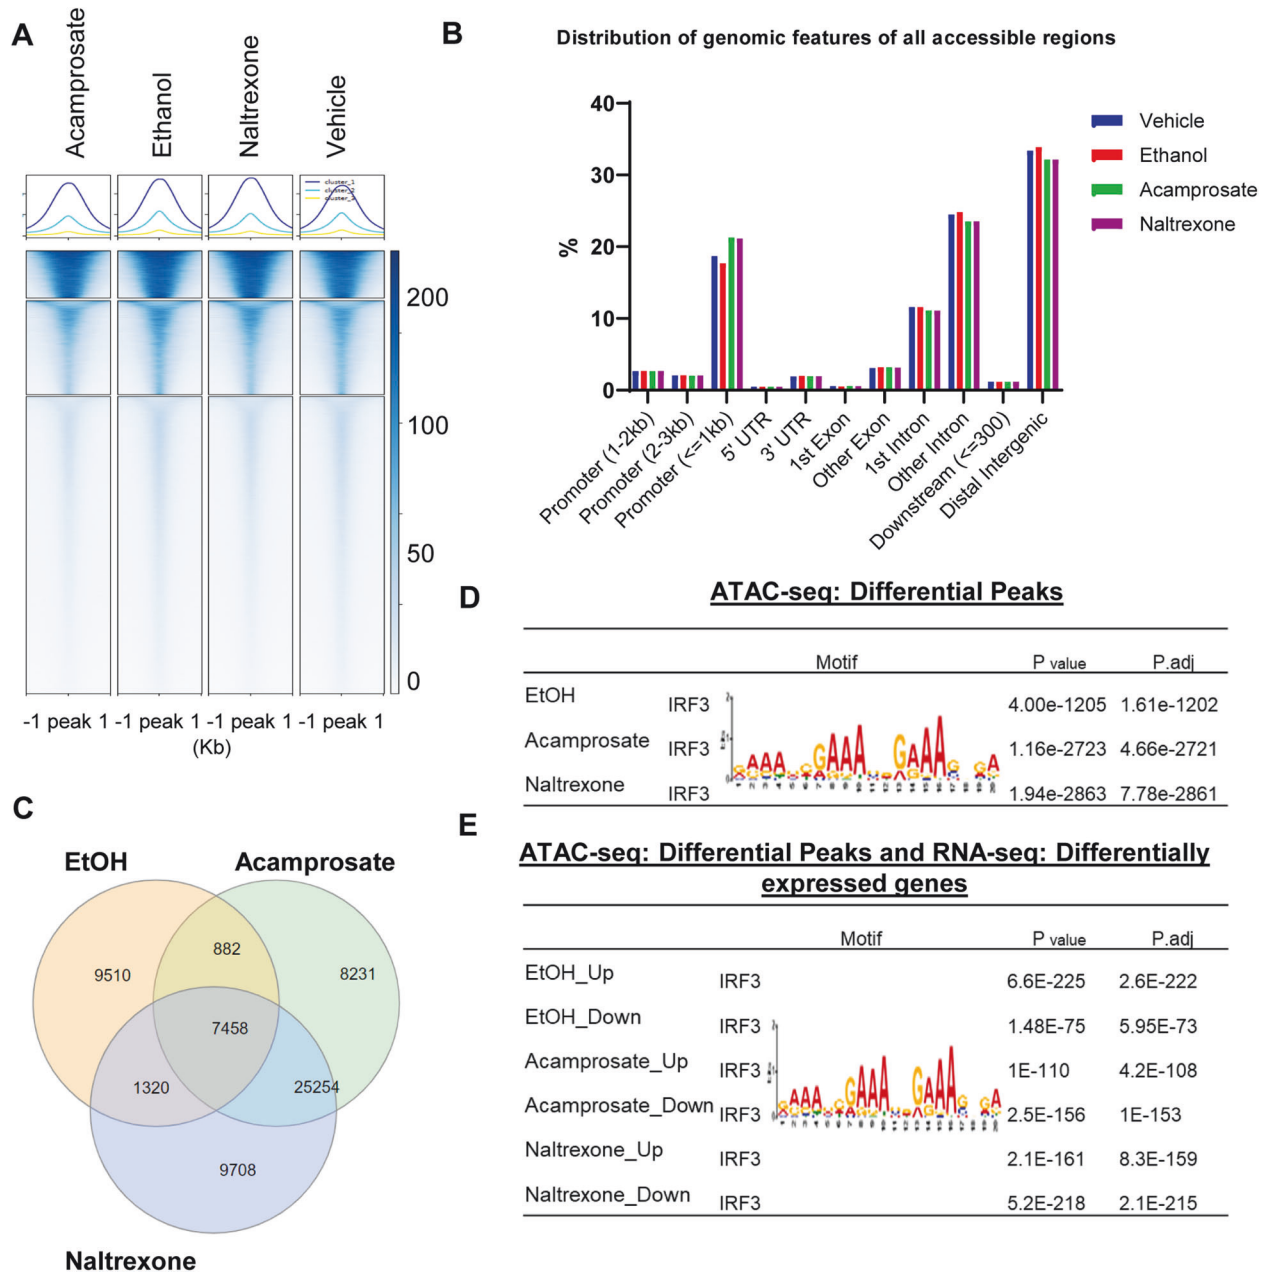 A
Acamprosate
Ethanol
Naltrexone
Vehicle
cluster_1
cluster_2
cluster_3
200
100
50
0
-1 peak 1 -1 peak 1 -1 peak 1 -1 peak 1
(Kb)
B
Distribution of genomic features of all accessible regions
%
40
30
20
10
0
Vehicle
Ethanol
Acamprosate
Naltrexone
Promoter (1-2kb)
Promoter (2-3kb)
Promoter (<=1kb)
5' UTR
3' UTR
1st Exon
Other Exon
1st Intron
Other Intron
Downstream (<=300)
Distal Intergenic
C
EtOH
Acamprosate
882
9510
8231
7458
1320
25254
9708
Naltrexone
D
ATAC-seq: Differential Peaks
Motif P value P.adj
EtOH IRF3 4.00e-1205 1.61e-1202
Acamprosate IRF3 1.16e-2723 4.66e-2721
Naltrexone IRF3 1.94e-2863 7.78e-2861
E
ATAC-seq: Differential Peaks and RNA-seq: Differentially
expressed genes
Motif P value P.adj
EtOH_Up IRF3 6.6E-225 2.6E-222
EtOH_Down IRF3 1.48E-75 5.95E-73
Acamprosate_Up IRF3 1E-110 4.2E-108
Acamprosate_Down IRF3 2.5E-156 1E-153
Naltrexone_Up IRF3 2.1E-161 8.3E-159
Naltrexone_Down IRF3 5.2E-218 2.1E-215